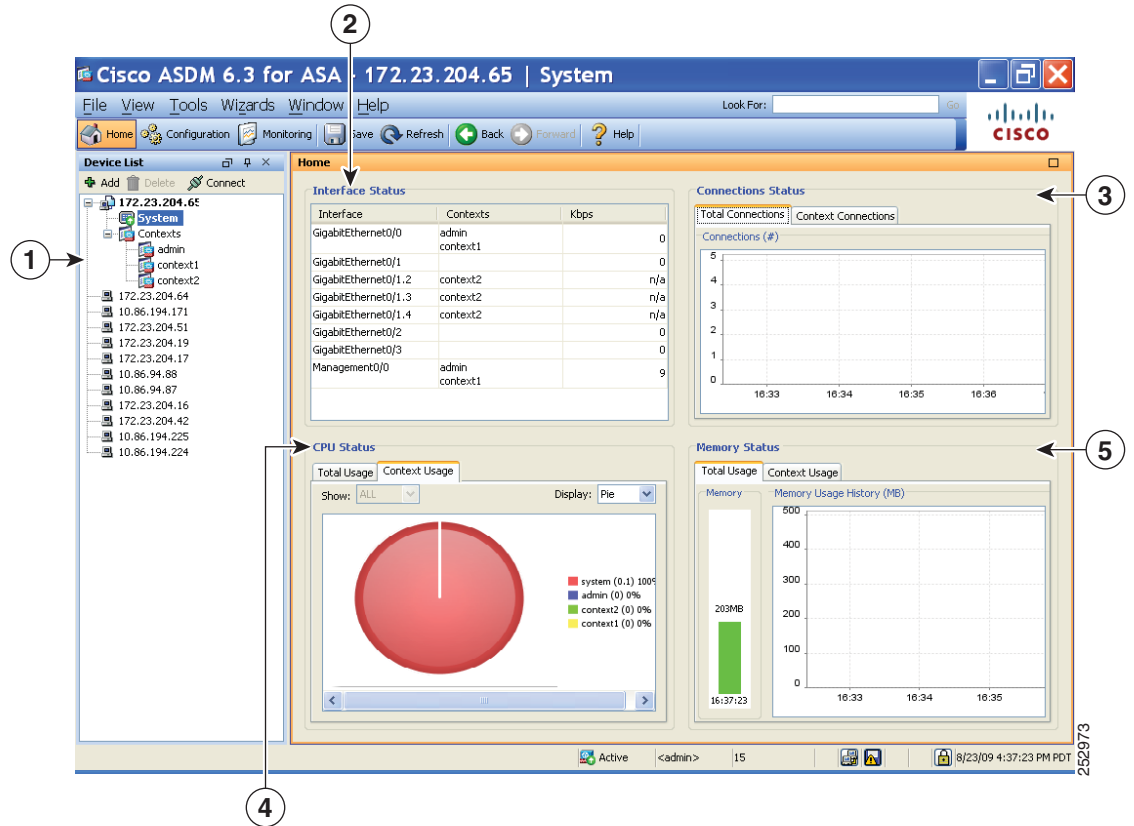 2
Cisco ASDM 6.3 for ASA - 172.23.204.65 | System
File View Tools Wizards Window Help
Look For:
Go
Home Configuration Monitoring Save Refresh Back Forward Help
CISCO
Device List
Add Delete Connect
172.23.204.65
System
Contexts
admin
context1
context2
172.23.204.64
10.86.194.171
172.23.204.51
172.23.204.19
172.23.204.17
10.86.94.88
10.86.94.87
172.23.204.16
172.23.204.42
10.86.194.225
10.86.194.224
1
Home
Interface Status
Interface Contexts Kbps
GigabitEthernet0/0 admin 0
context1
GigabitEthernet0/1 0
GigabitEthernet0/1.2 context2 n/a
GigabitEthernet0/1.3 context2 n/a
GigabitEthernet0/1.4 context2 n/a
GigabitEthernet0/2 0
GigabitEthernet0/3 0
Management0/0 admin 9
context1
Connections Status
3
Total Connections Context Connections
Connections (#)
5
4
3
2
1
0
16:33 16:34 16:35 16:36
CPU Status
Total Usage Context Usage
Show: ALL Display: Pie
system (0.1) 100%
admin (0) 0%
context2 (0) 0%
context1 (0) 0%
Memory Status
5
Total Usage Context Usage
Memory
203MB
16:37:23
Memory Usage History (MB)
500
400
300
200
100
0
16:33 16:34 16:35
Active <admin> 15 8/23/09 4:37:23 PM PDT
252973
4